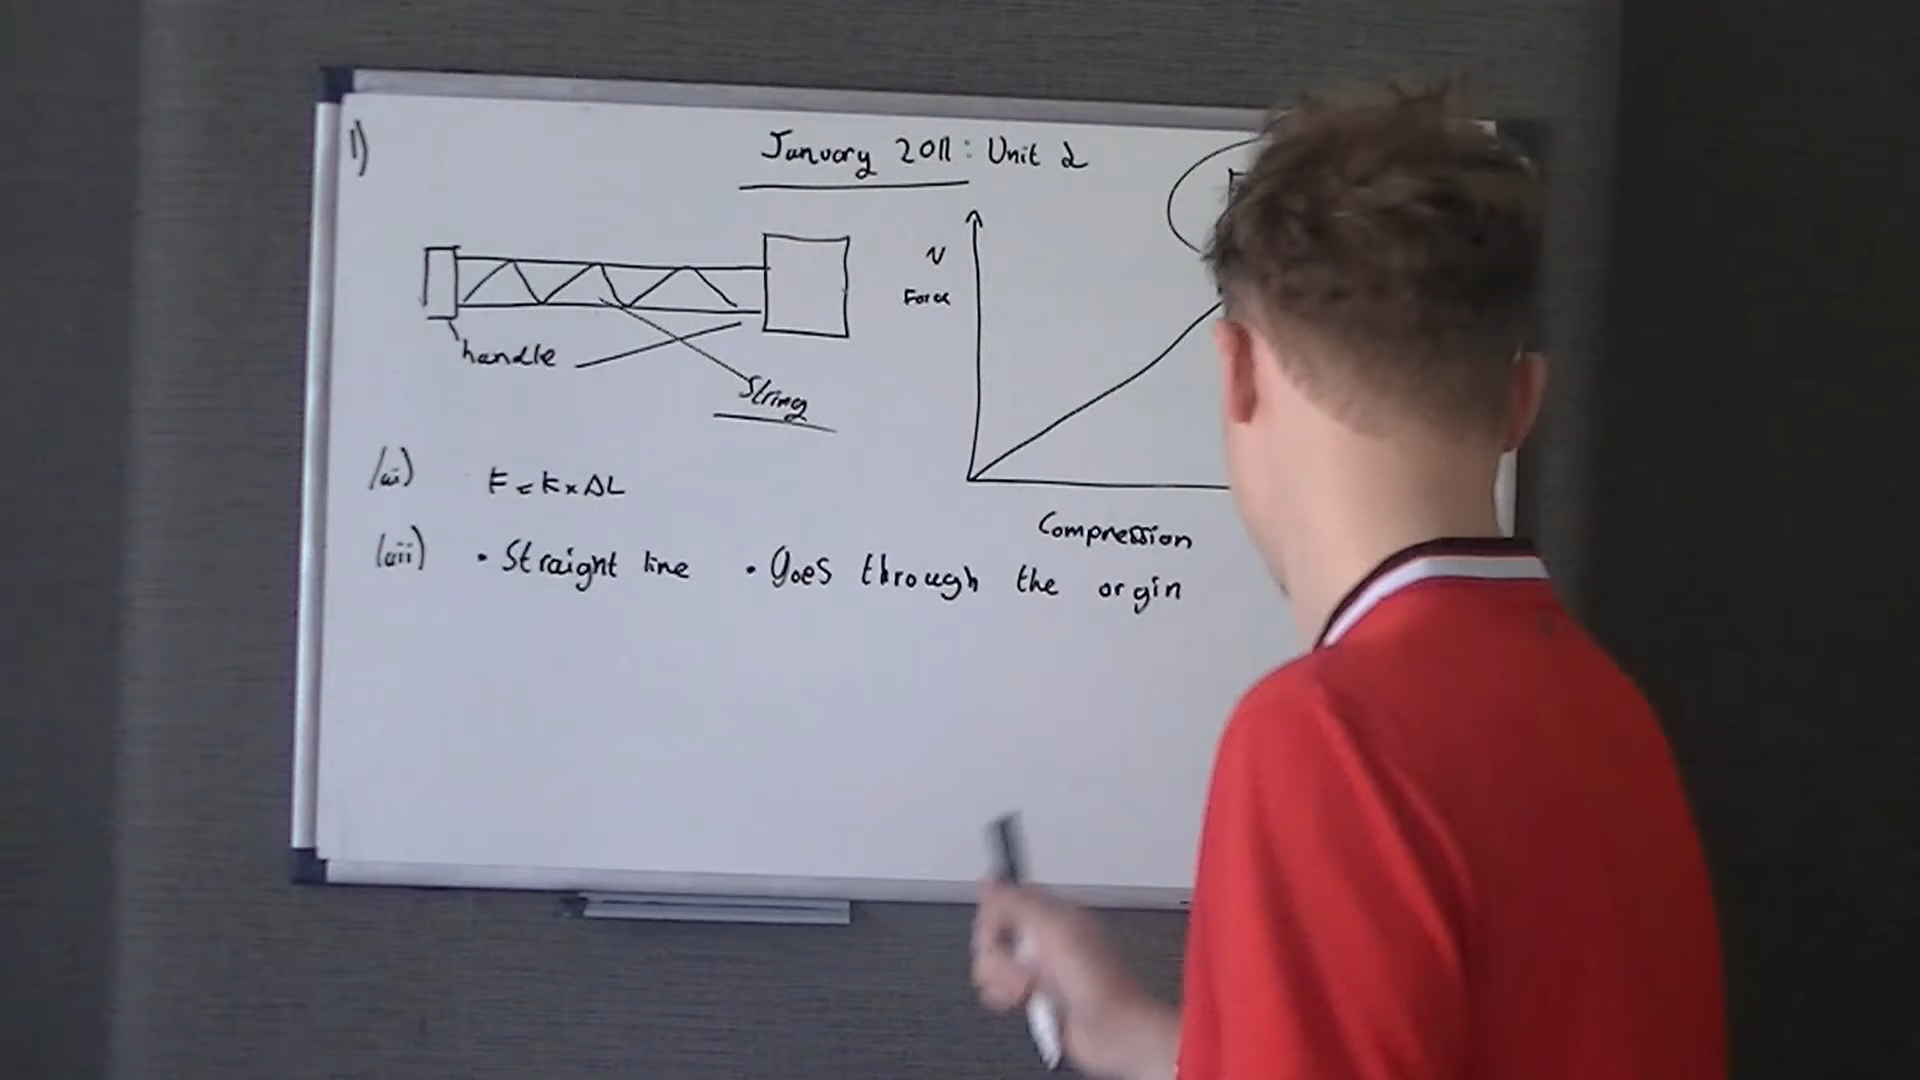 1)
January 2011: Unit 2
N
Force
handle
String
Compression
(aii) F = k × ΔL
(aiii) • Straight line • Goes through the orgin